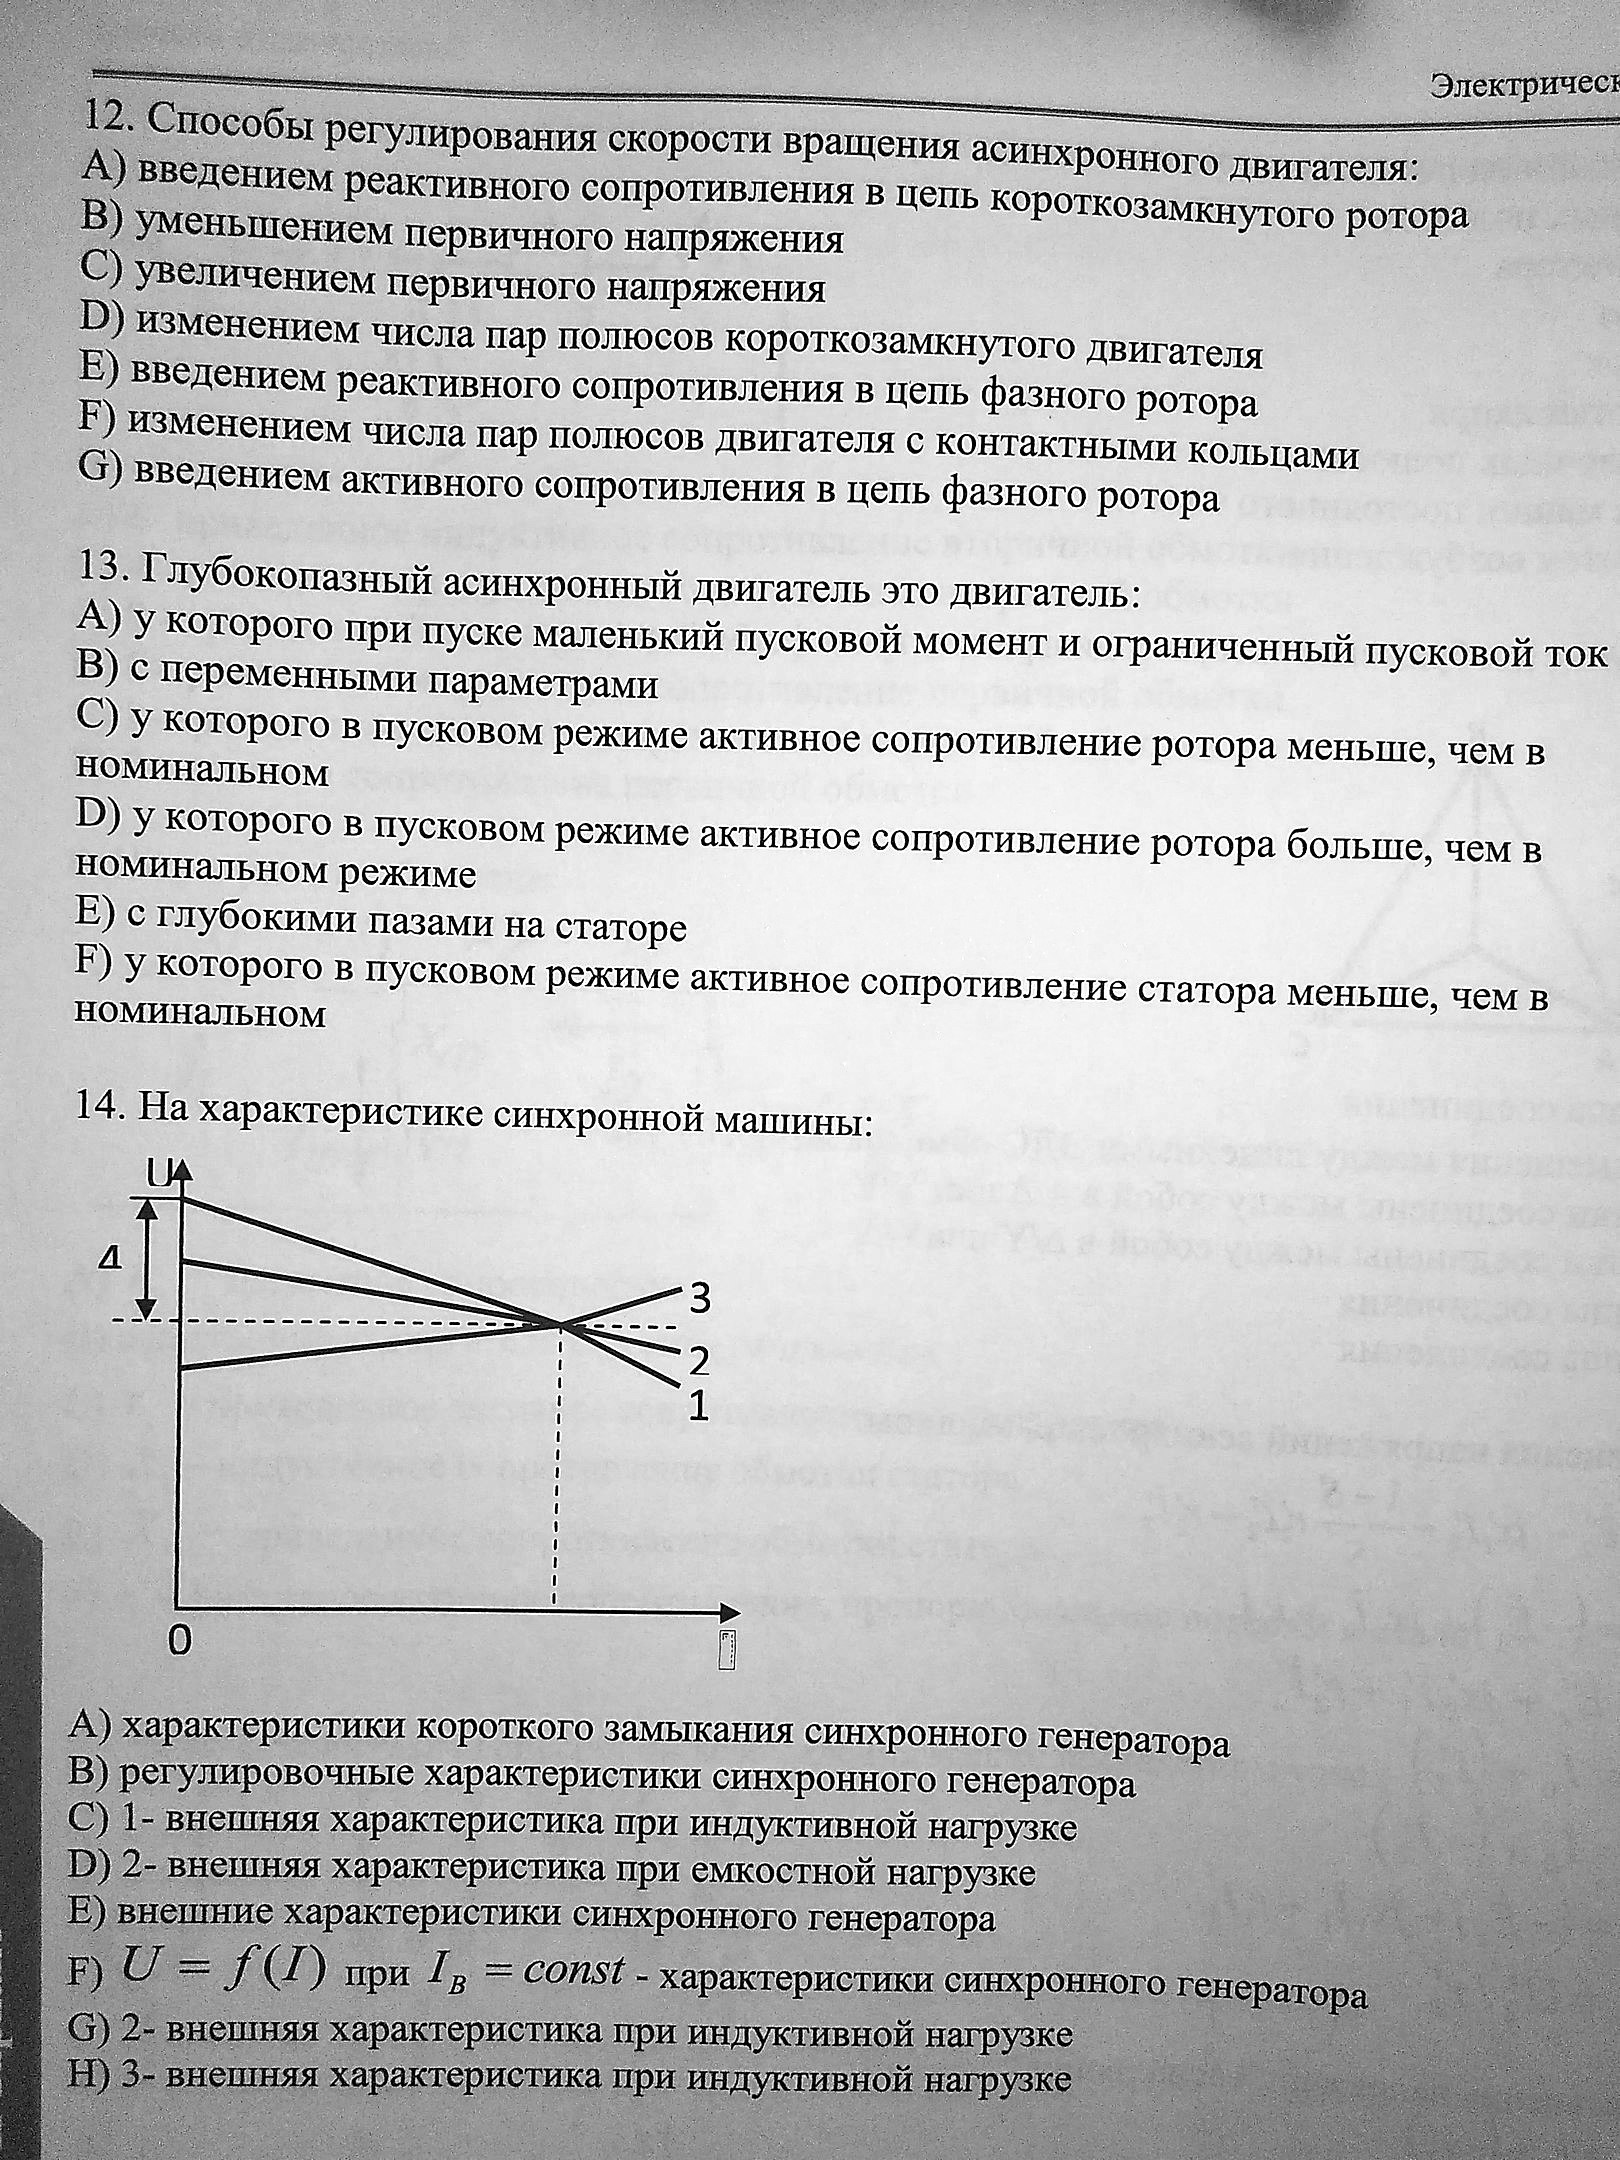 12. Способы регулирования скорости вращения асинхронного двигателя:
A) введением реактивного сопротивления в цепь короткозамкнутого ротора
B) уменьшением первичного напряжения
C) увеличением первичного напряжения
D) изменением числа пар полюсов короткозамкнутого двигателя
E) введением реактивного сопротивления в цепь фазного ротора
F) изменением числа пар полюсов двигателя с контактными кольцами
G) введением активного сопротивления в цепь фазного ротора
13. Глубокопазный асинхронный двигатель это двигатель:
A) у которого при пуске маленький пусковой момент и ограниченный пусковой ток
B) с переменными параметрами
C) у которого в пусковом режиме активное сопротивление ротора меньше, чем в
номинальном
D) у которого в пусковом режиме активное сопротивление ротора больше, чем в
номинальном режиме
E) с глубокими пазами на статоре
F) у которого в пусковом режиме активное сопротивление статора меньше, чем в
номинальном
14. На характеристике синхронной машины:
U
4
3
2
1
0
A) характеристики короткого замыкания синхронного генератора
B) регулировочные характеристики синхронного генератора
C) 1- внешняя характеристика при индуктивной нагрузке
D) 2- внешняя характеристика при емкостной нагрузке
E) внешние характеристики синхронного генератора
F) U = f(I) при I_B = const - характеристики синхронного генератора
G) 2- внешняя характеристика при индуктивной нагрузке
H) 3- внешняя характеристика при индуктивной нагрузке